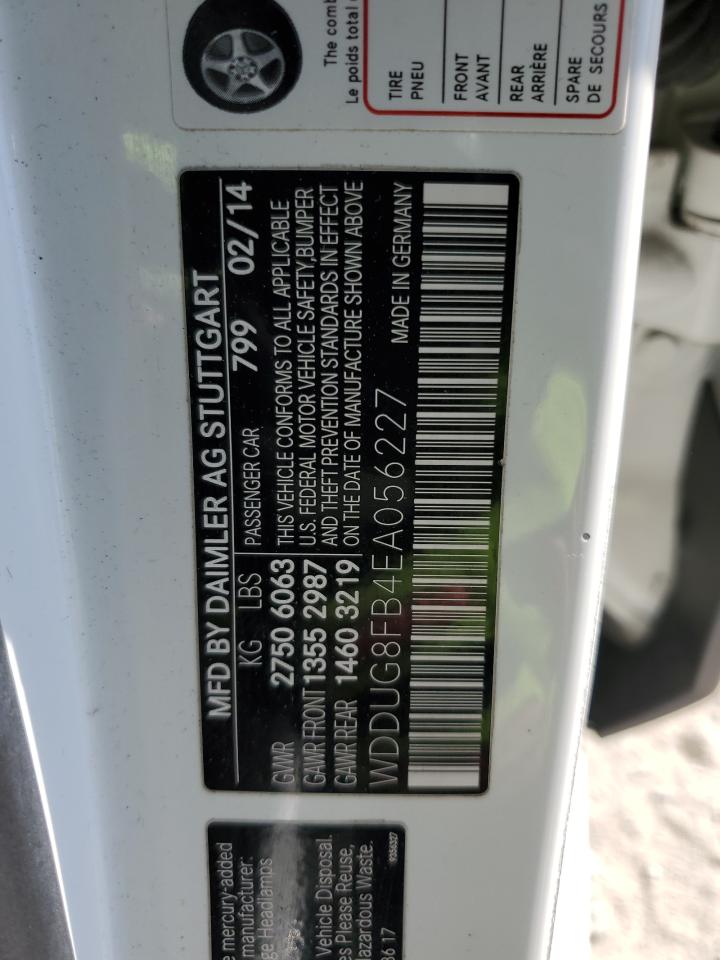 The comb
Le poids total
TIRE
PNEU
FRONT
AVANT
REAR
ARRIÈRE
SPARE
DE SECOURS
MFD BY DAIMLER AG STUTTGART
KG LBS PASSENGER CAR 799 02/14
GVWR 2750 6063
GAWR FRONT 1355 2987
GAWR REAR 1460 3219
THIS VEHICLE CONFORMS TO ALL APPLICABLE
U.S. FEDERAL MOTOR VEHICLE SAFETY,BUMPER
AND THEFT PREVENTION STANDARDS IN EFFECT
ON THE DATE OF MANUFACTURE SHOWN ABOVE
WDDUG8FB4EA056227 MADE IN GERMANY
e mercury-added
manufacturer:
ge Headlamps
Vehicle Disposal.
es Please Reuse,
azardous Waste.
86 17